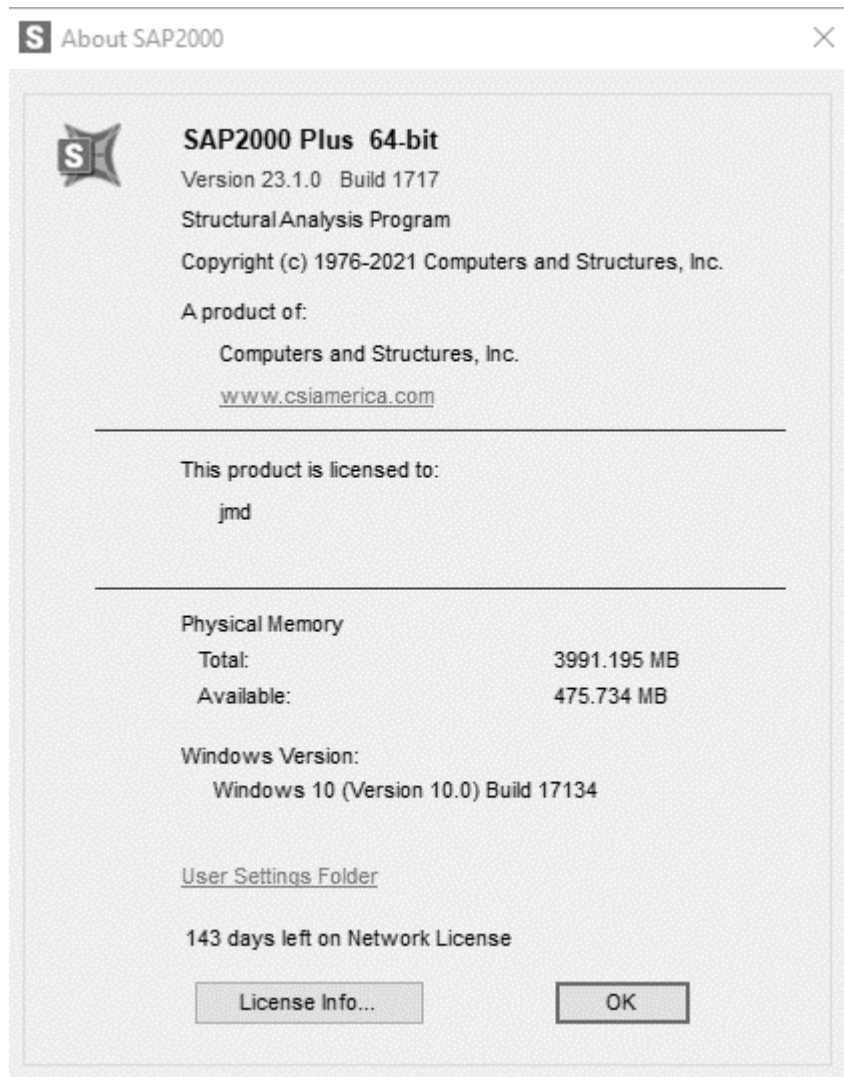 S About SAP2000
S
SAP2000 Plus 64-bit
Version 23.1.0 Build 1717
Structural Analysis Program
Copyright (c) 1976-2021 Computers and Structures, Inc.
A product of:
Computers and Structures, Inc.
www.csiamerica.com
This product is licensed to:
jmd
Physical Memory
Total: 3991.195 MB
Available: 475.734 MB
Windows Version:
Windows 10 (Version 10.0) Build 17134
User Settings Folder
143 days left on Network License
License Info... OK